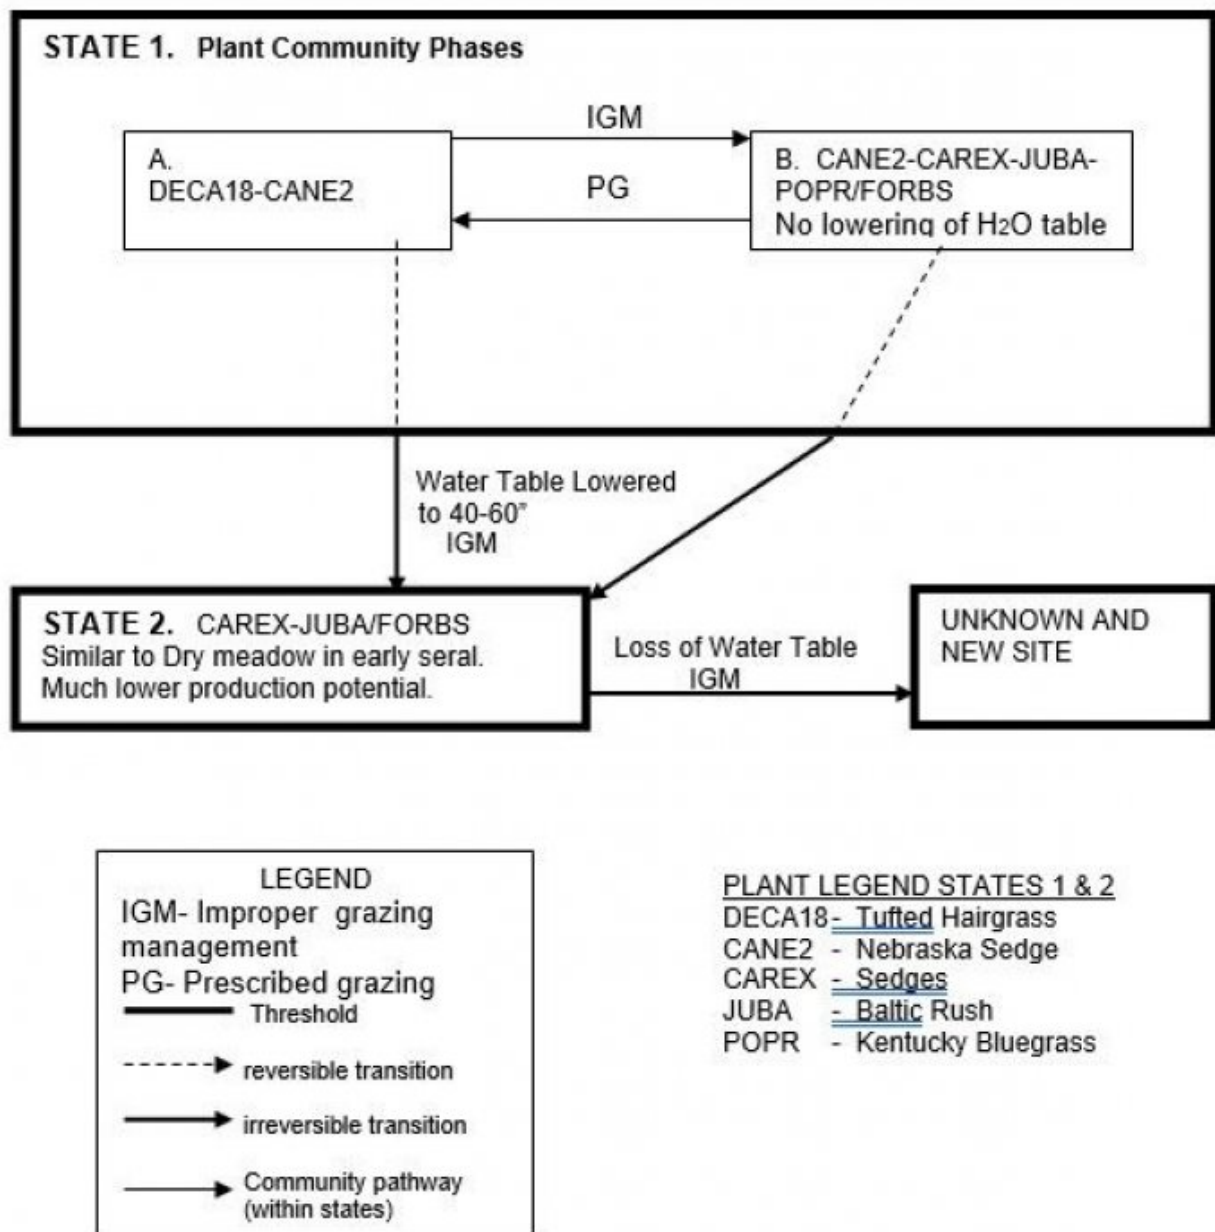 STATE 1. Plant Community Phases
IGM
A.
DECA18-CANE2
PG
B. CANE2-CAREX-JUBA-
POPR/FORBS
No lowering of H2O table
Water Table Lowered
to 40-60”
IGM
STATE 2. CAREX-JUBA/FORBS
Similar to Dry meadow in early seral.
Much lower production potential.
Loss of Water Table
IGM
UNKNOWN AND
NEW SITE
LEGEND
IGM- Improper grazing
management
PG- Prescribed grazing
Threshold
reversible transition
irreversible transition
Community pathway
(within states)
PLANT LEGEND STATES 1 & 2
DECA18- Tufted Hairgrass
CANE2 - Nebraska Sedge
CAREX - Sedges
JUBA - Baltic Rush
POPR - Kentucky Bluegrass